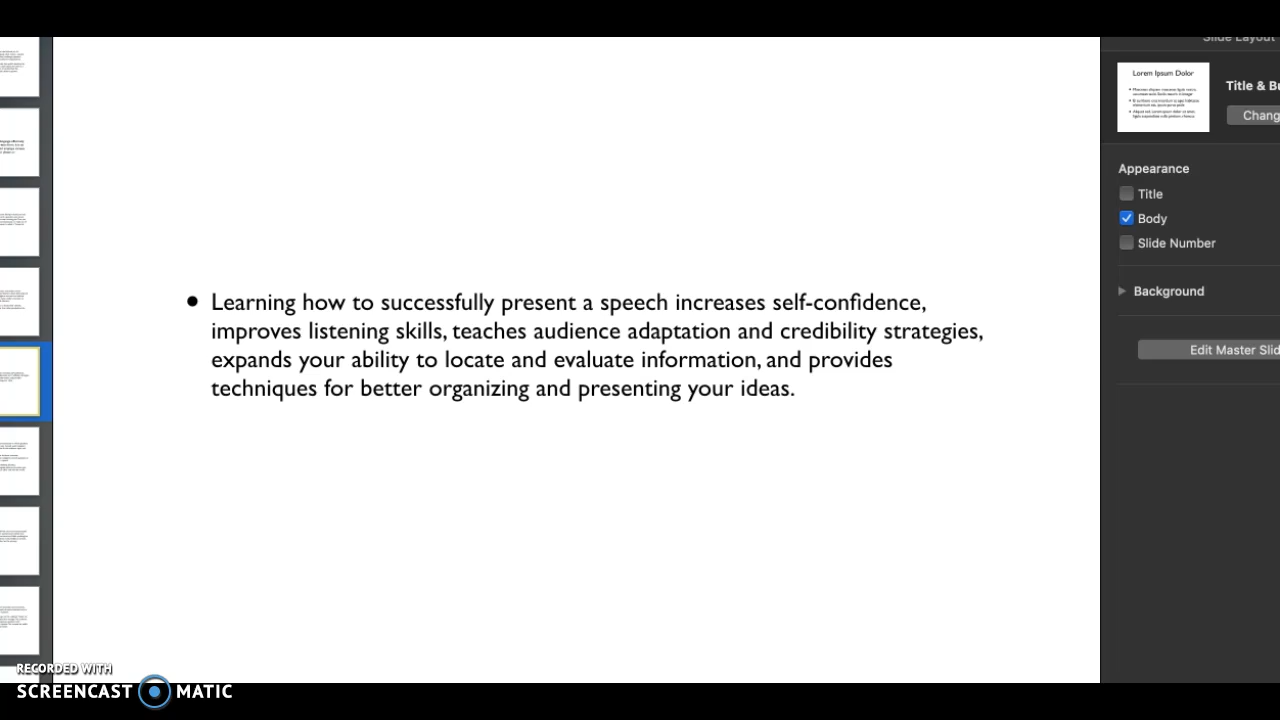 Slide Layout
Lorem Ipsum Dolor
Title & Bu
Chang
Appearance
Title
Body
Slide Number
Background
Edit Master Slid
• Learning how to successfully present a speech increases self-confidence,
improves listening skills, teaches audience adaptation and credibility strategies,
expands your ability to locate and evaluate information, and provides
techniques for better organizing and presenting your ideas.
RECORDED WITH
SCREENCAST MATIC